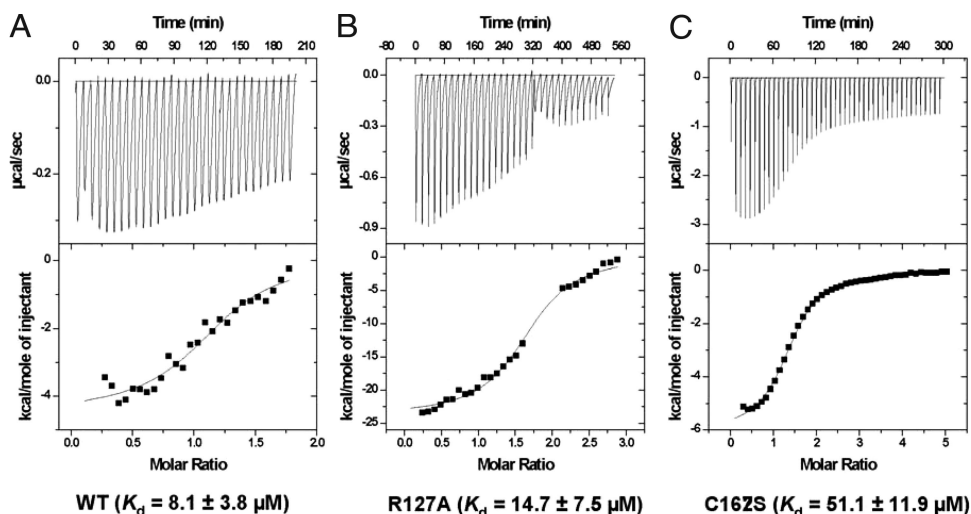 A
Time (min)
0 30 60 90 120 150 180 210
0.0
-0.2
µcal/sec
0
-2
-4
kcal/mole of injectant
0.0 0.5 1.0 1.5 2.0
Molar Ratio
WT (Kd = 8.1 ± 3.8 µM)
B
Time (min)
-80 0 80 160 240 320 400 480 560
0.0
-0.3
-0.6
-0.9
µcal/sec
0
-5
-10
-15
-20
-25
kcal/mole of injectant
0.0 0.5 1.0 1.5 2.0 2.5 3.0
Molar Ratio
R127A (Kd = 14.7 ± 7.5 µM)
C
Time (min)
0 60 120 180 240 300
0
-1
-2
-3
µcal/sec
0
-2
-4
-6
kcal/mole of injectant
0 1 2 3 4 5
Molar Ratio
(Kd = 51.1 ± 11.9 µM)